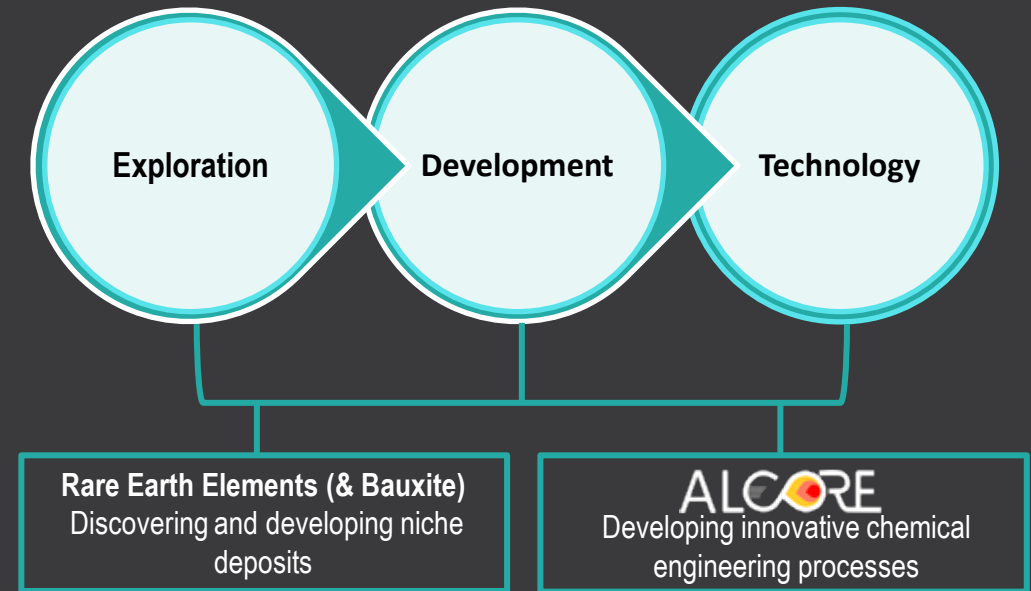 Exploration
Development
Technology
Rare Earth Elements (& Bauxite)
Discovering and developing niche
deposits
ALCORE
Developing innovative chemical
engineering processes